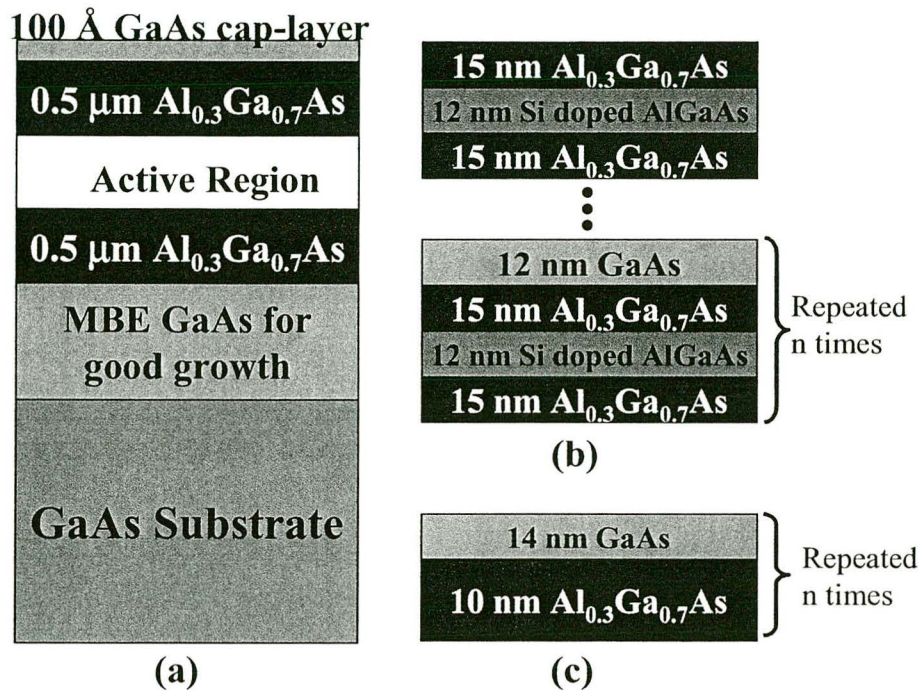 100 Å GaAs cap-layer
0.5 µm Al₀.₃Ga₀.₇As
Active Region
0.5 µm Al₀.₃Ga₀.₇As
MBE GaAs for
good growth
GaAs Substrate
(a)
15 nm Al₀.₃Ga₀.₇As
12 nm Si doped AlGaAs
15 nm Al₀.₃Ga₀.₇As
12 nm GaAs
15 nm Al₀.₃Ga₀.₇As
12 nm Si doped AlGaAs
15 nm Al₀.₃Ga₀.₇As
Repeated
n times
(b)
14 nm GaAs
10 nm Al₀.₃Ga₀.₇As
Repeated
n times
(c)